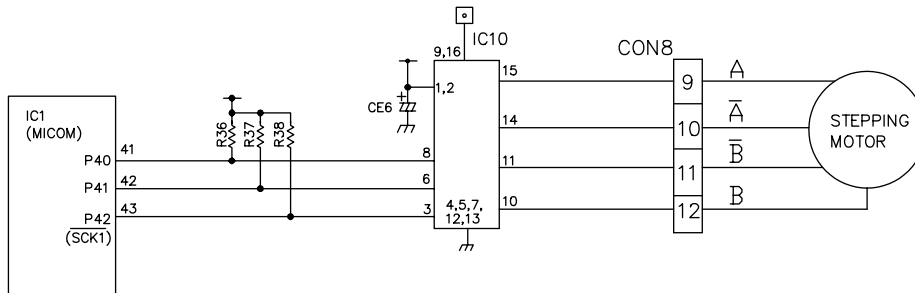 9,16
IC10
CON8
15
9
A
1,2
CE6
+
IC1
(MICOM)
R36
R37
R38
14
10
A̅
STEPPING
MOTOR
P40
41
8
11
11
B̅
P41
42
6
P42
43
3
4,5,7,
12,13
10
12
B
(S̅C̅K̅1̅)